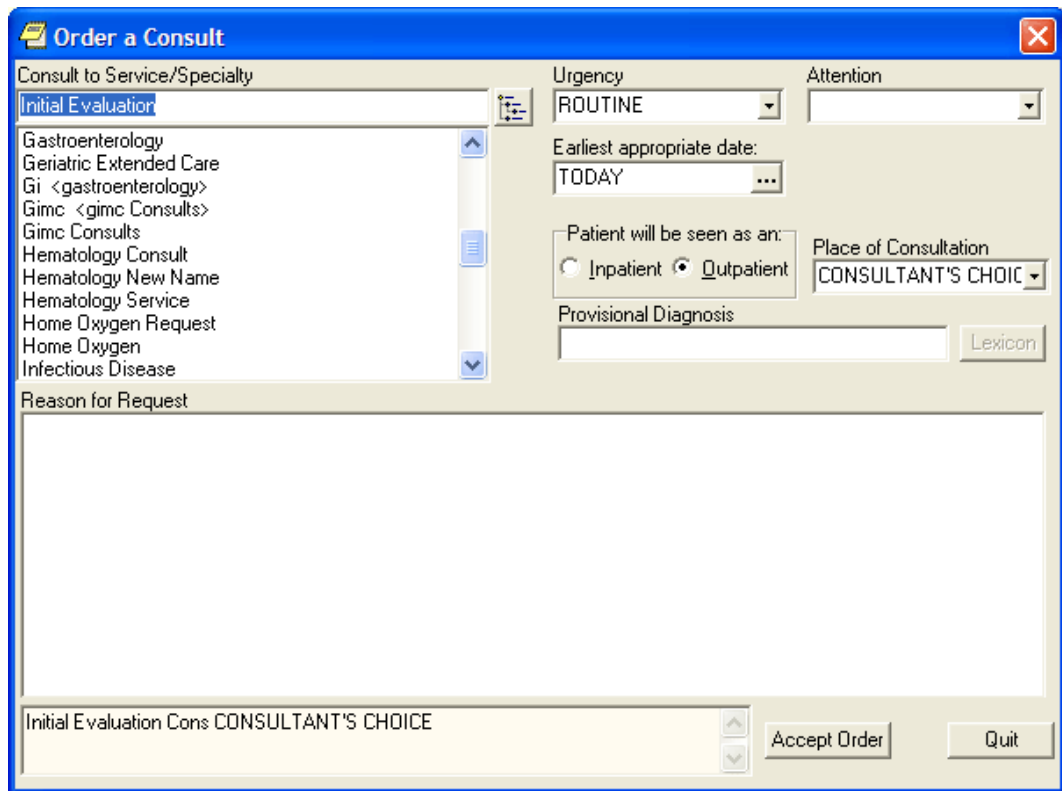 Order a Consult
Consult to Service/Specialty
Initial Evaluation
Gastroenterology
Geriatric Extended Care
Gi <gastroenterology>
Gimc <gimc Consults>
Gimc Consults
Hematology Consult
Hematology New Name
Hematology Service
Home Oxygen Request
Home Oxygen
Infectious Disease
Urgency
ROUTINE
Attention
Earliest appropriate date:
TODAY
...
Patient will be seen as an:
Inpatient Outpatient
Place of Consultation
CONSULTANT'S CHOIC
Provisional Diagnosis
Lexicon
Reason for Request
Initial Evaluation Cons CONSULTANT'S CHOICE
Accept Order
Quit